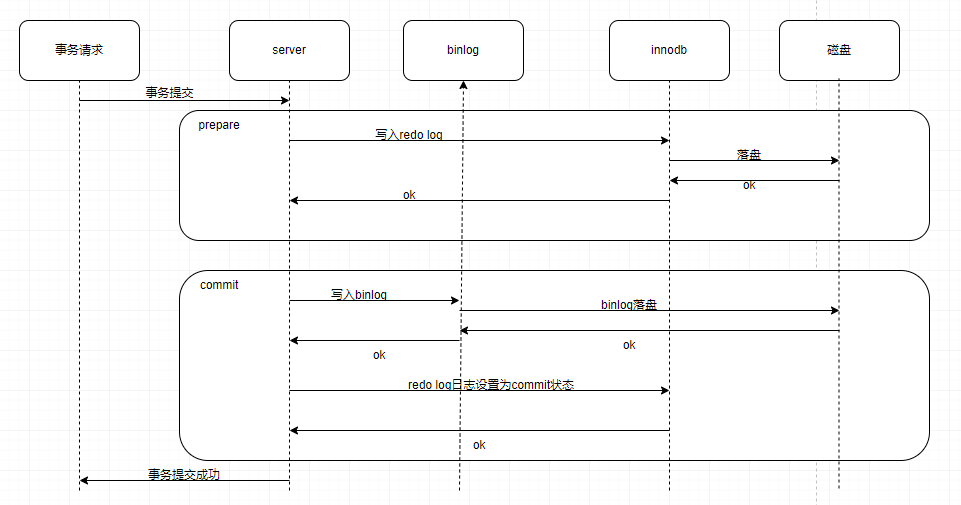 事务请求
server
binlog
innodb
磁盘
事务提交
prepare
写入redo log
落盘
ok
ok
commit
写入binlog
binlog落盘
ok
ok
redo log日志设置为commit状态
ok
事务提交成功